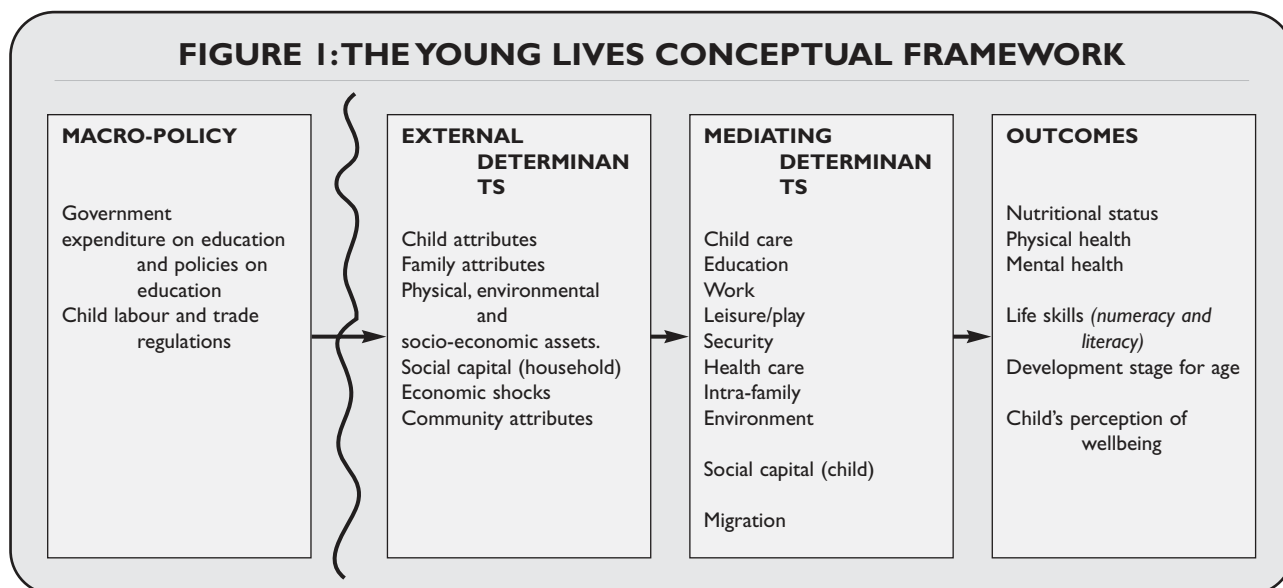 FIGURE 1: THE YOUNG LIVES CONCEPTUAL FRAMEWORK
MACRO-POLICY
Government
expenditure on education
and policies on
education
Child labour and trade
regulations
EXTERNAL
DETERMINAN
TS
Child attributes
Family attributes
Physical, environmental
and
socio-economic assets.
Social capital (household)
Economic shocks
Community attributes
MEDIATING
DETERMINAN
TS
Child care
Education
Work
Leisure/play
Security
Health care
Intra-family
Environment
Social capital (child)
Migration
OUTCOMES
Nutritional status
Physical health
Mental health
Life skills (numeracy and
literacy)
Development stage for age
Child’s perception of
wellbeing